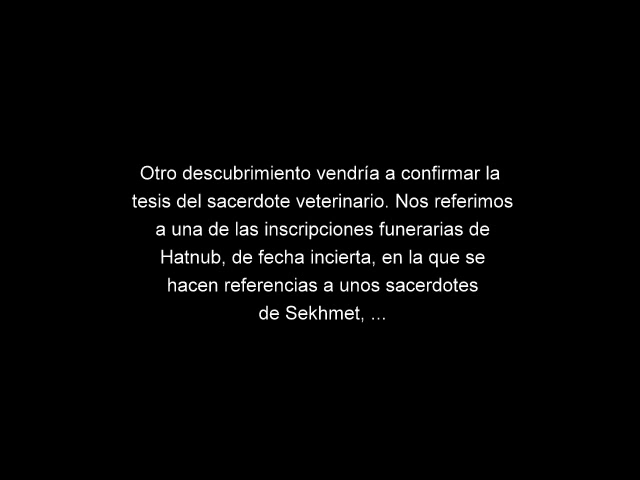 Otro descubrimiento vendría a confirmar la
tesis del sacerdote veterinario. Nos referimos
a una de las inscripciones funerarias de
Hatnub, de fecha incierta, en la que se
hacen referencias a unos sacerdotes
de Sekhmet, ...